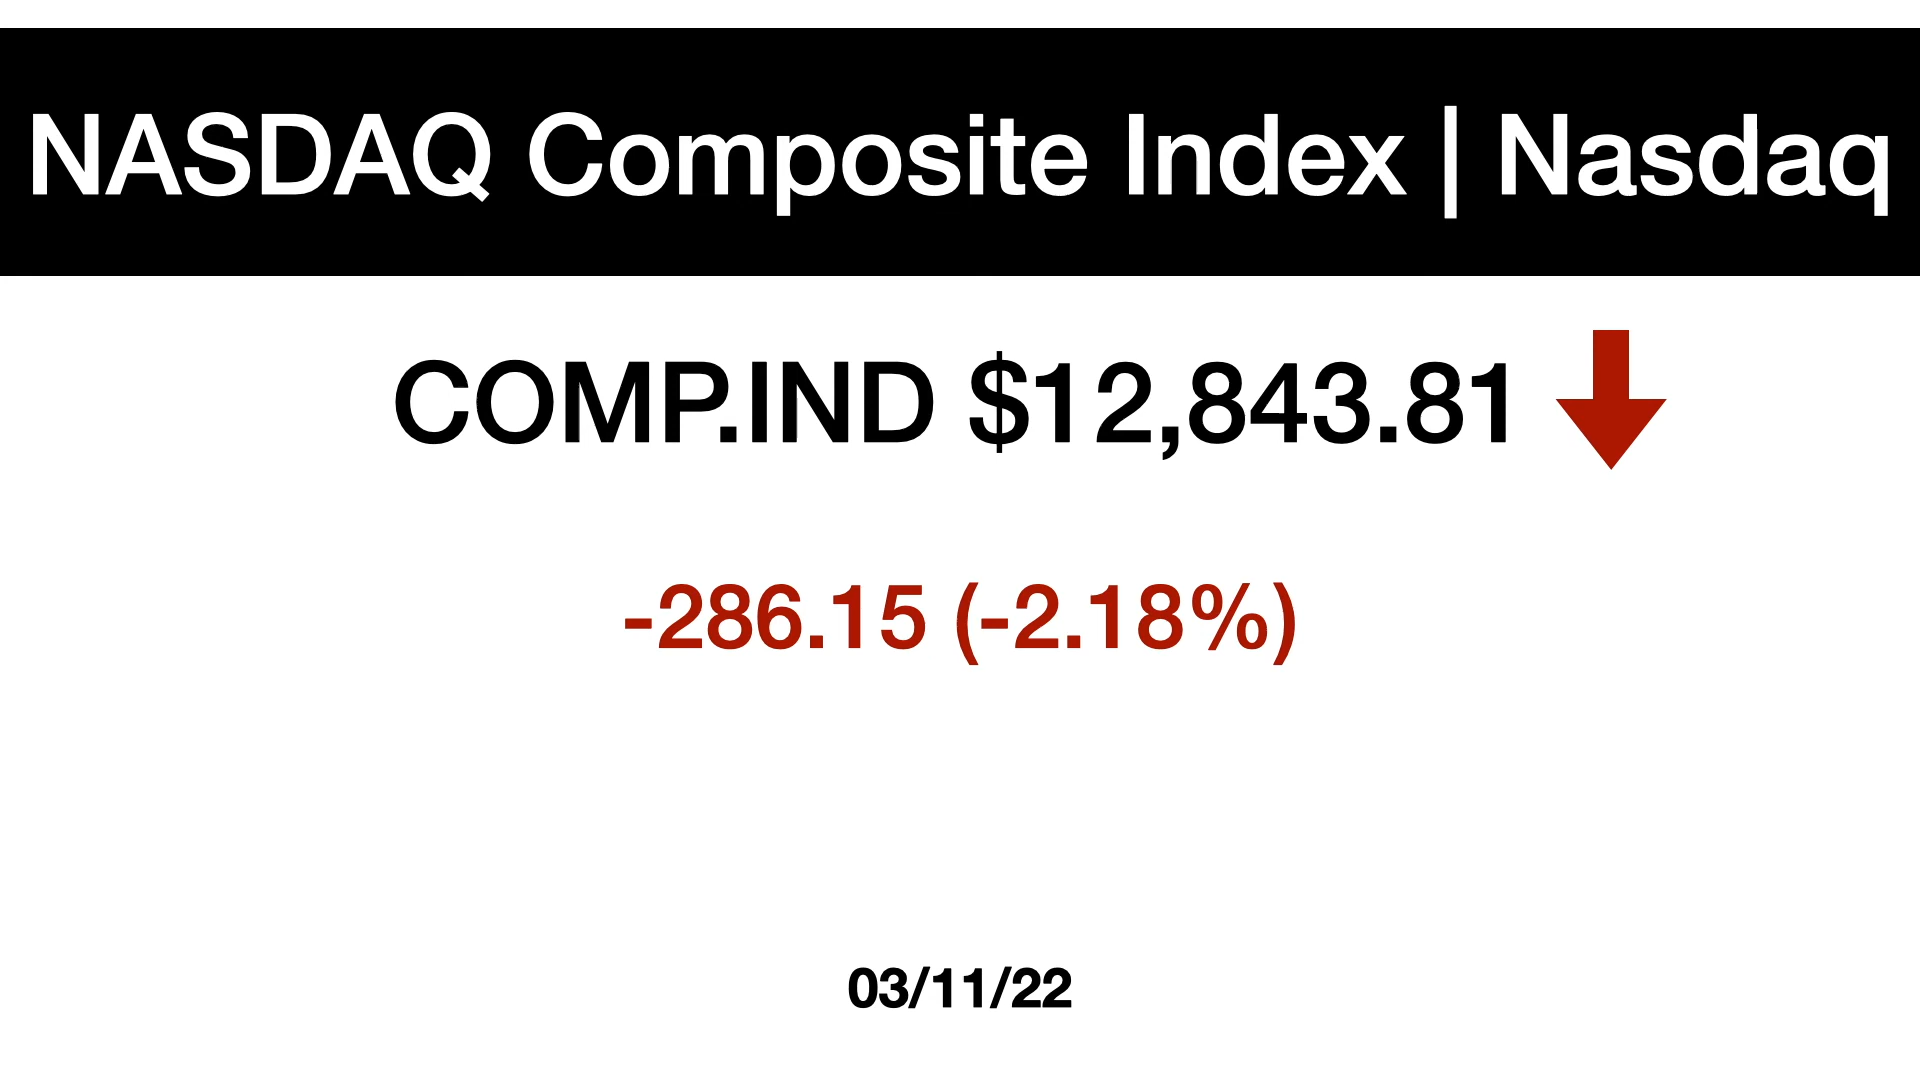 NASDAQ Composite Index | Nasdaq
COMP.IND $12,843.81
-286.15 (-2.18%)
03/11/22